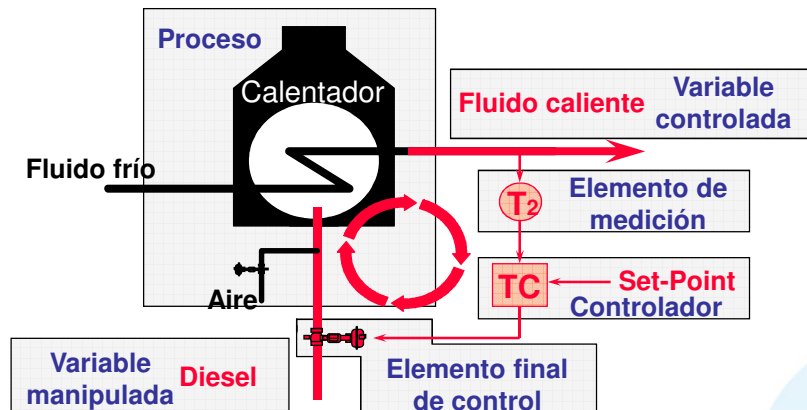 Proceso
Calentador
Fluido caliente Variable
controlada
Fluido frío
T2
Elemento de
medición
TC
Set-Point
Controlador
Aire
Variable
manipulada Diesel
Elemento final
de control